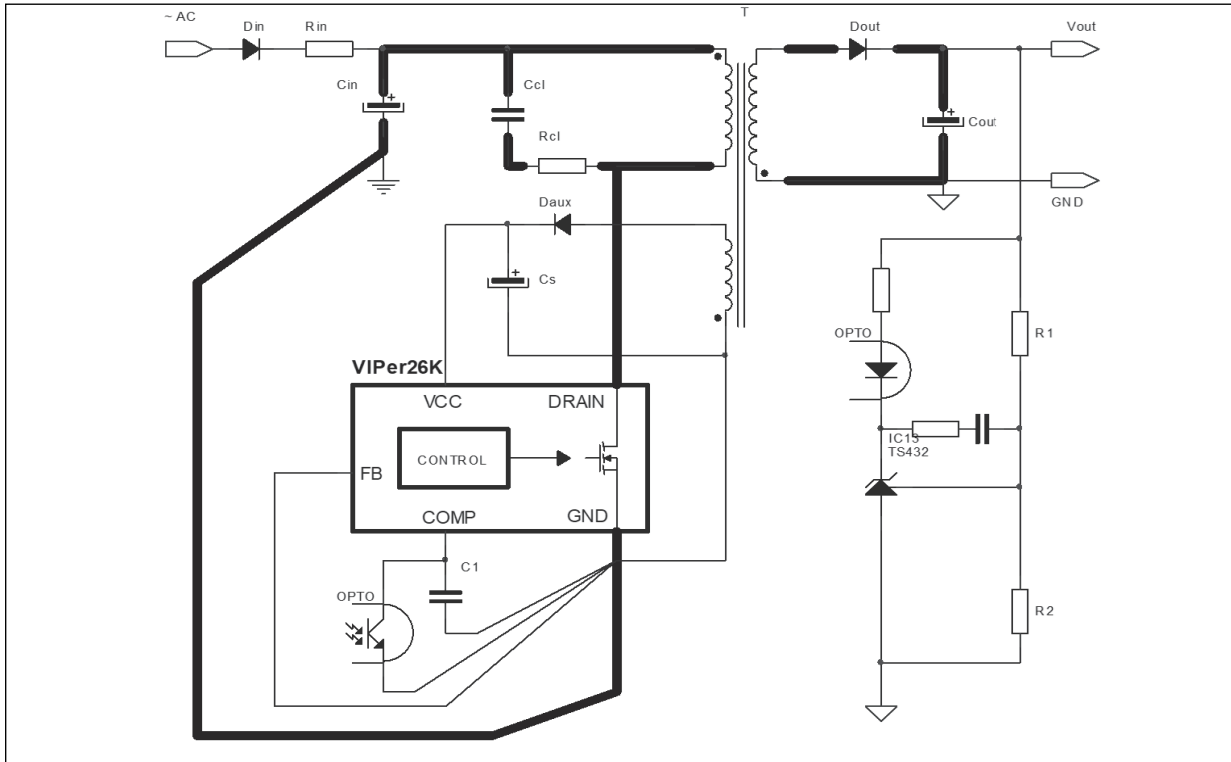 ~ AC
T
Din
Rin
Dout
Vout
Cin
Ccl
Cout
Rcl
GND
Daux
Cs
OPTO
R1
VIPer26K
VCC
DRAIN
IC13
TS432
CONTROL
FB
COMP
GND
C1
OPTO
R2